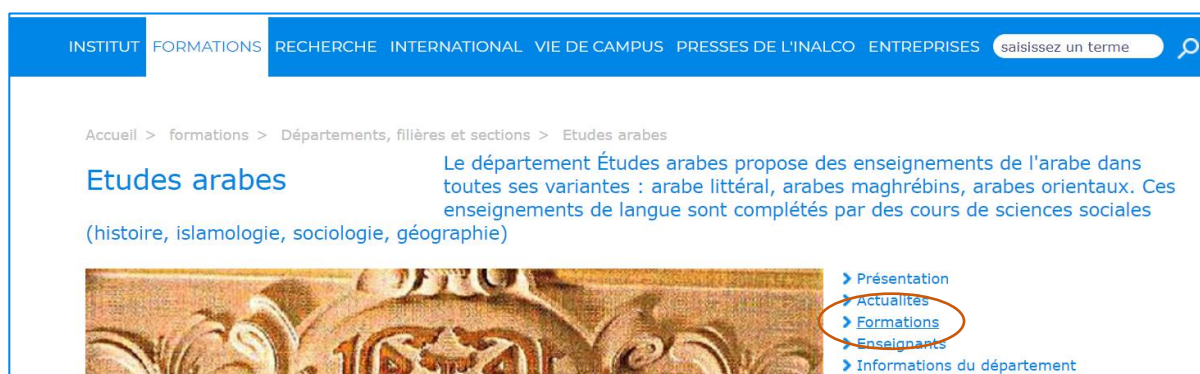 INSTITUT FORMATIONS RECHERCHE INTERNATIONAL VIE DE CAMPUS PRESSES DE L'INALCO ENTREPRISES saisissez un terme
Accueil > formations > Départements, filières et sections > Etudes arabes
Etudes arabes
Le département Études arabes propose des enseignements de l'arabe dans
toutes ses variantes : arabe littéral, arabes maghrébins, arabes orientaux. Ces
enseignements de langue sont complétés par des cours de sciences sociales
(histoire, islamologie, sociologie, géographie)
Présentation
Actualités
Formations
Enseignants
Informations du département